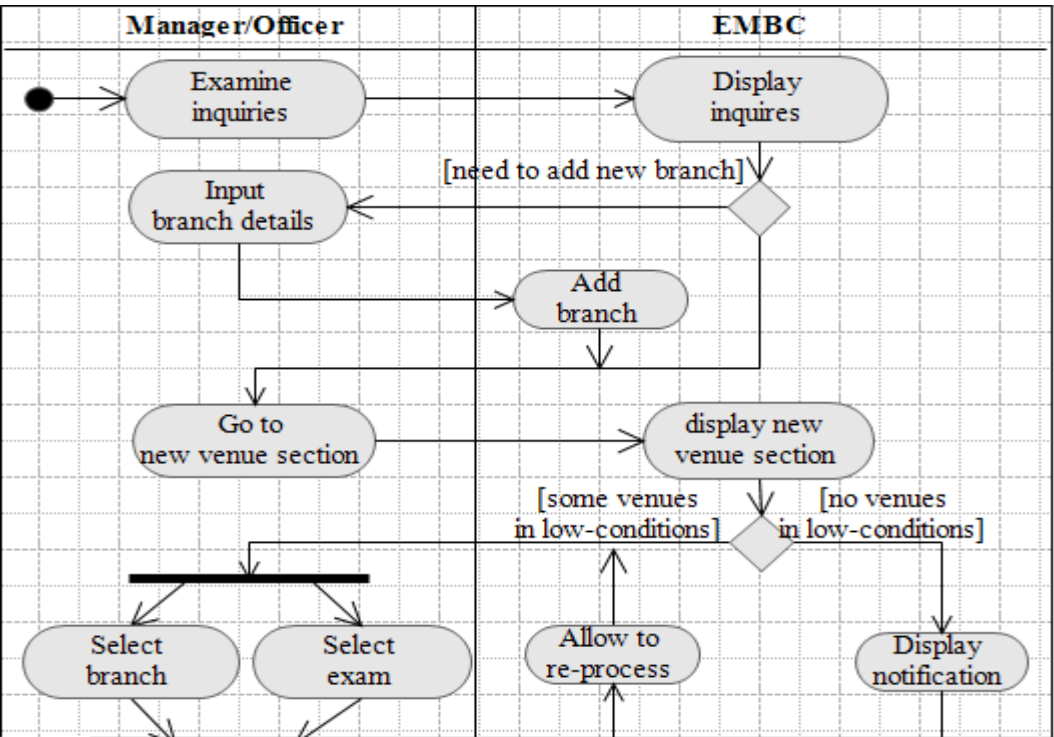 Manager/Officer
EMBC
Examine
inquiries
Display
inquires
[need to add new branch]
Input
branch details
Add
branch
Go to
new venue section
display new
venue section
[some venues
in low-conditions]
[no venues
in low-conditions]
Select
branch
Select
exam
Allow to
re-process
Display
notification